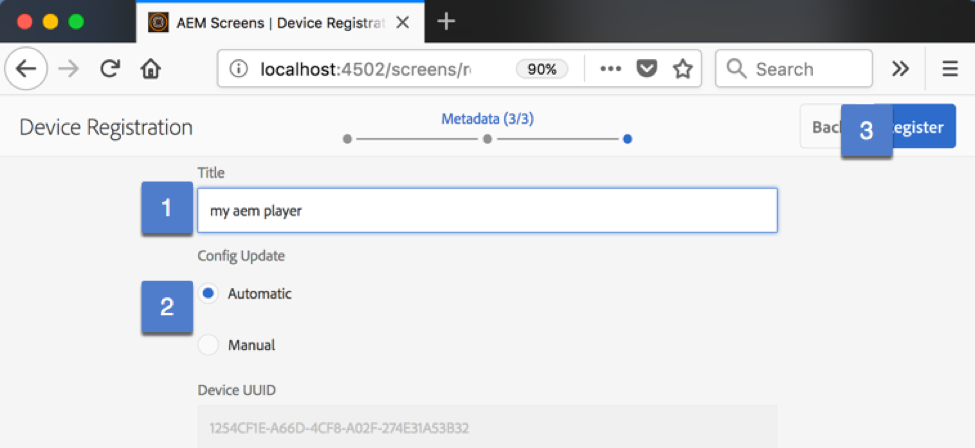 AEM Screens | Device Registrat
localhost:4502/screens/r
90%
Search
Device Registration
Metadata (3/3)
Bac
3
egister
Title
1
my aem player
Config Update
2
Automatic
Manual
Device UUID
1254CF1E-A66D-4CF8-A02F-274E31A53B32